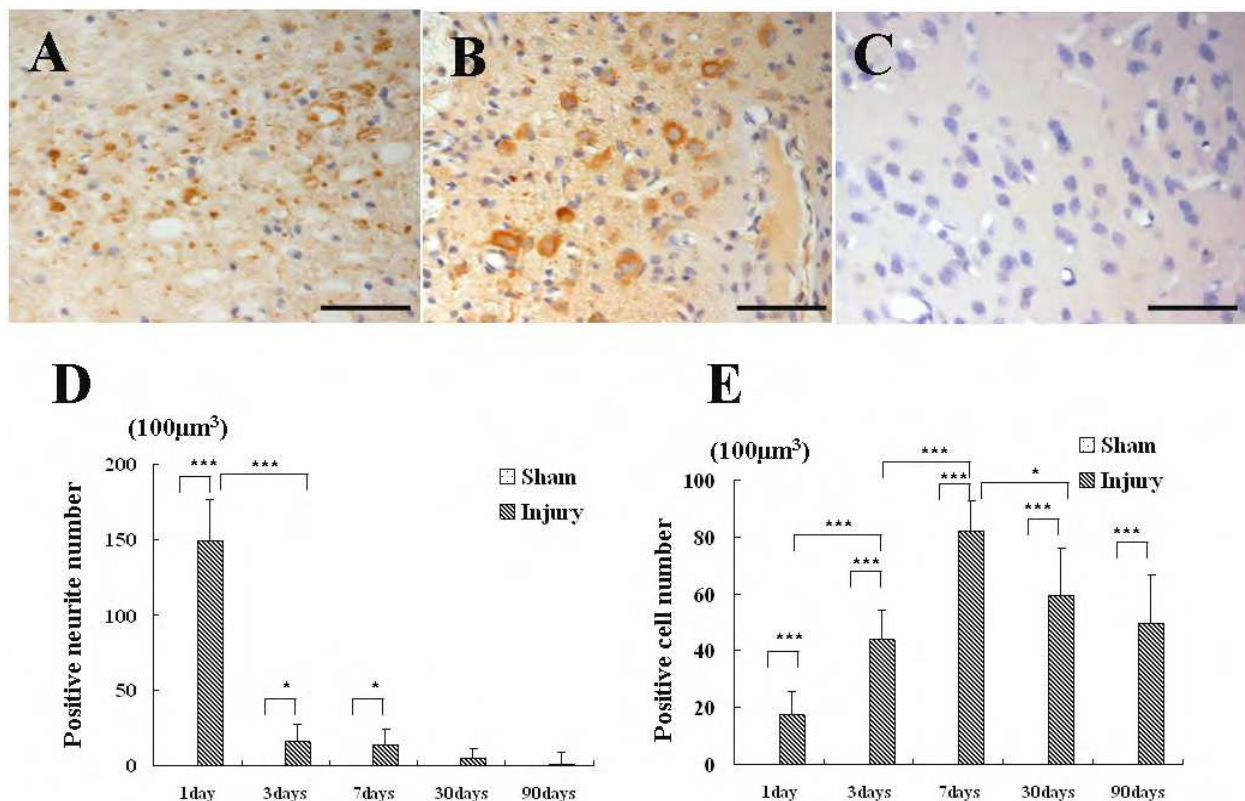 A B C
D
(100μm³)
200
150
100
50
0
Positive neurite number
*** ***
* *
Sham
Injury
1day 3days 7days 30days 90days
E
(100μm³)
100
80
60
40
20
0
Positive cell number
***
*** *
*** ***
*** ***
***
Sham
Injury
1day 3days 7days 30days 90days